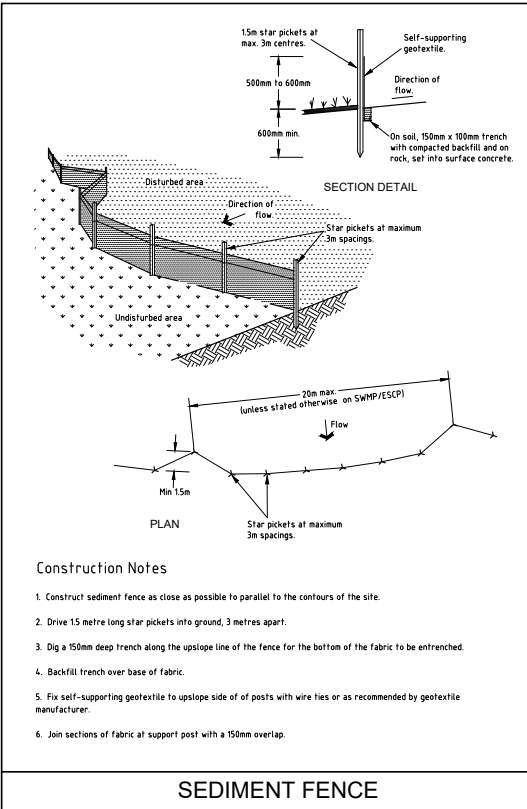 1.5m star pickets at
max. 3m centres.
Self-supporting
geotextile.
500mm to 600mm
Direction of
flow.
600mm min.
On soil, 150mm x 100mm trench
with compacted backfill and on
rock, set into surface concrete.
SECTION DETAIL
Disturbed area
Direction of
flow.
Star pickets at maximum
3m spacings.
Undisturbed area
20m max.
(unless stated otherwise on SWMP/ESCP)
Flow
Min 1.5m
PLAN
Star pickets at maximum
3m spacings.
Construction Notes
1. Construct sediment fence as close as possible to parallel to the contours of the site.
2. Drive 1.5 metre long star pickets into ground, 3 metres apart.
3. Dig a 150mm deep trench along the upslope line of the fence for the bottom of the fabric to be entrenched.
4. Backfill trench over base of fabric.
5. Fix self-supporting geotextile to upslope side of of posts with wire ties or as recommended by geotextile
manufacturer.
6. Join sections of fabric at support post with a 150mm overlap.
SEDIMENT FENCE